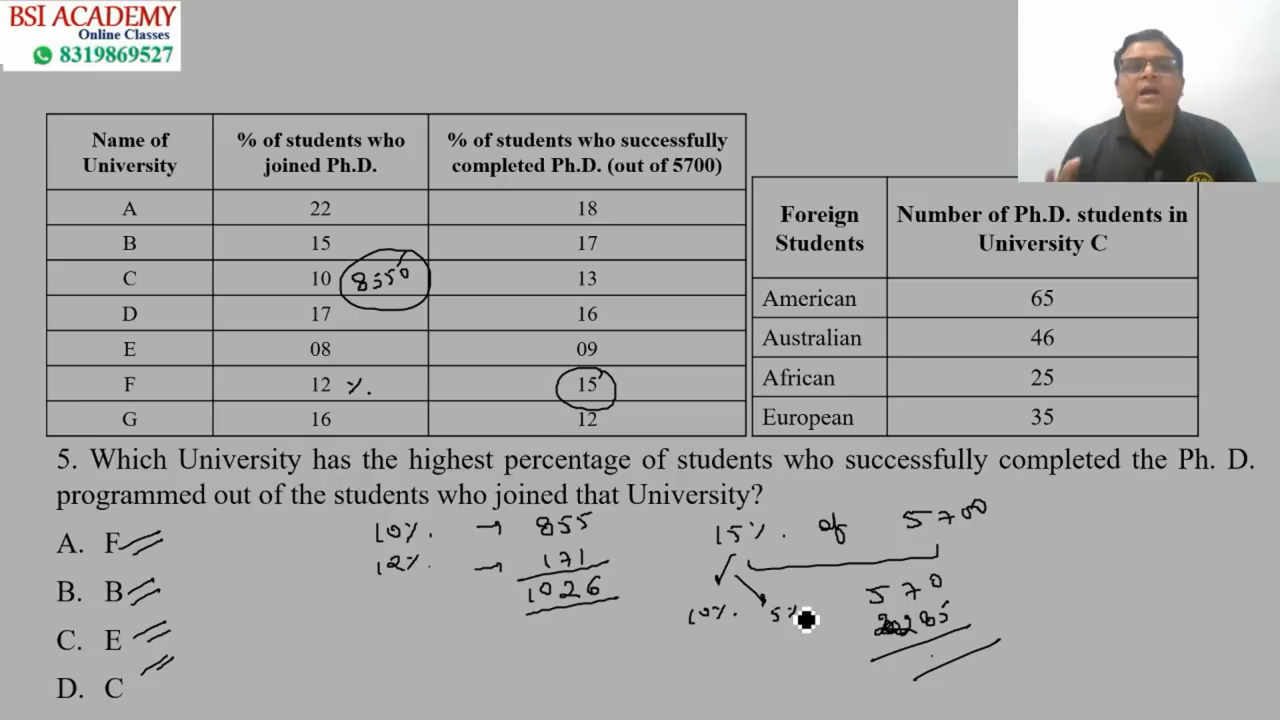 BSI ACADEMY
Online Classes
8319869527
Name of University | % of students who joined Ph.D. | % of students who successfully completed Ph.D. (out of 5700)
A | 22 | 18
B | 15 | 17
C | 10 8550 | 13
D | 17 | 16
E | 08 | 09
F | 12 %. | 15
G | 16 | 12
Foreign Students | Number of Ph.D. students in University C
American | 65
Australian | 46
African | 25
European | 35
5. Which University has the highest percentage of students who successfully completed the Ph. D.
programmed out of the students who joined that University?
A. F
B. B
C. E
D. C
10%. → 855
12%. → 171
1026
15%. of 5700
10%. 5%
570
285